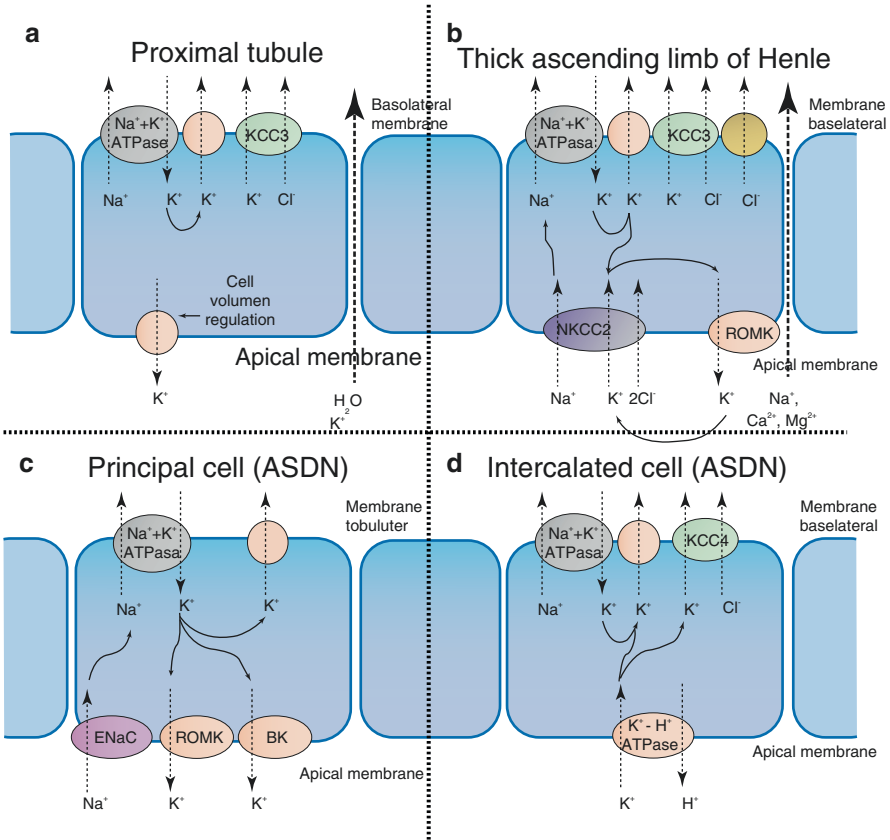 a
Proximal tubule
Basolateral
membrane
Na⁺+K⁺
ATPase
KCC3
Na⁺
K⁺
K⁺
K⁺
Cl⁻
Cell
volumen
regulation
Apical membrane
K⁺
H₂O
K⁺
b
Thick ascending limb of Henle
Membrane
baselateral
Na⁺+K⁺
ATPasa
KCC3
Na⁺
K⁺
K⁺
K⁺
Cl⁻
Cl⁻
NKCC2
ROMK
Apical membrane
Na⁺
K⁺
2Cl⁻
K⁺
Na⁺,
Ca²⁺, Mg²⁺
c
Principal cell (ASDN)
Membrane
tobuluter
Na⁺+K⁺
ATPasa
Na⁺
K⁺
K⁺
ENaC
ROMK
BK
Apical membrane
Na⁺
K⁺
K⁺
d
Intercalated cell (ASDN)
Membrane
baselateral
Na⁺+K⁺
ATPasa
KCC4
Na⁺
K⁺
K⁺
K⁺
Cl⁻
K⁺ - H⁺
ATPase
Apical membrane
K⁺
H⁺